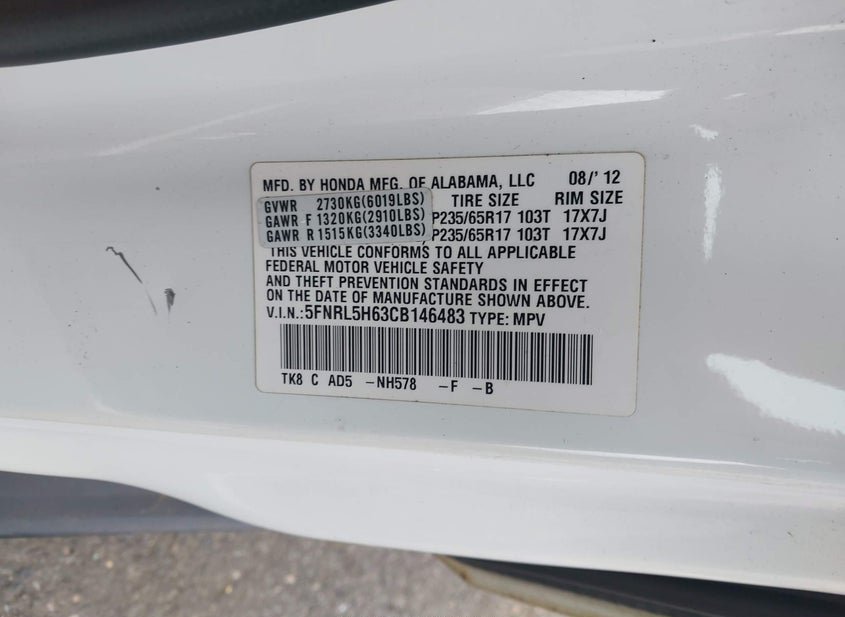 MFD. BY HONDA MFG. OF ALABAMA, LLC 08/' 12
GVWR 2730KG(6019LBS) TIRE SIZE RIM SIZE
GAWR F 1320KG(2910LBS) P235/65R17 103T 17X7J
GAWR R 1515KG(3340LBS) P235/65R17 103T 17X7J
THIS VEHICLE CONFORMS TO ALL APPLICABLE
FEDERAL MOTOR VEHICLE SAFETY
AND THEFT PREVENTION STANDARDS IN EFFECT
ON THE DATE OF MANUFACTURE SHOWN ABOVE.
V.I.N.:5FNRL5H63CB146483 TYPE: MPV
TK8 C AD5 -NH578 -F -B